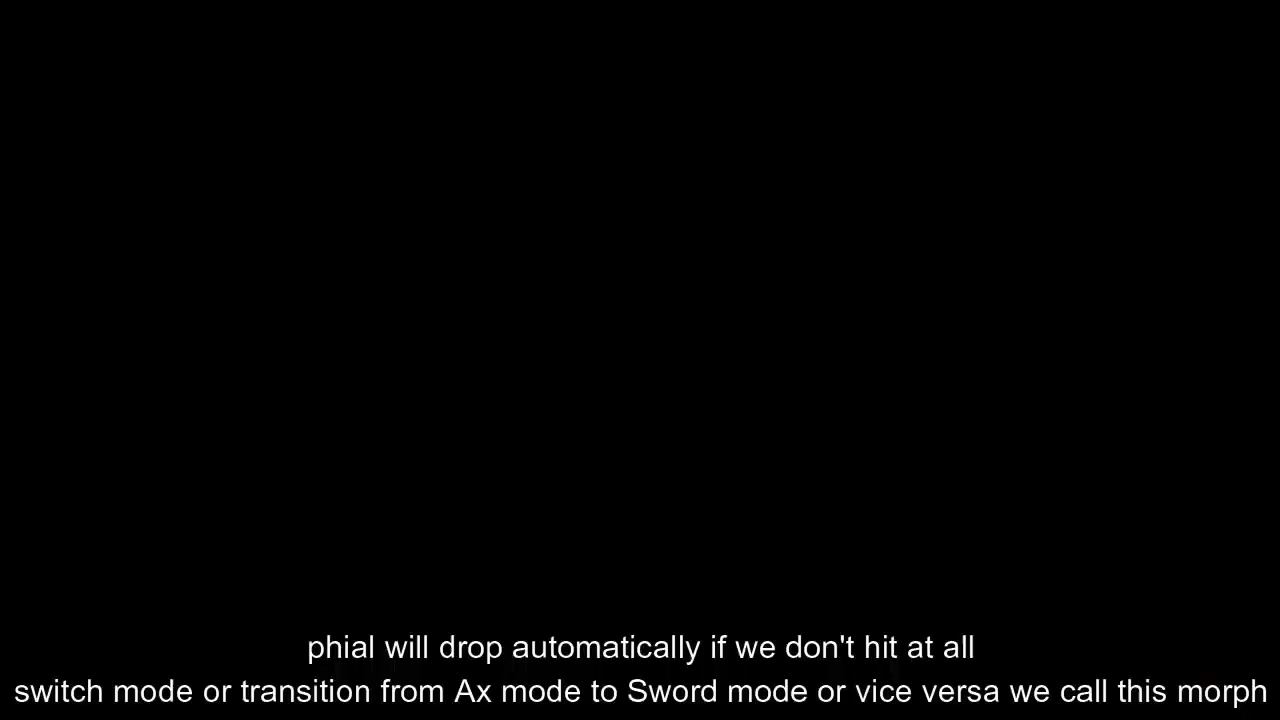 phial will drop automatically if we don't hit at all
switch mode or transition from Ax mode to Sword mode or vice versa we call this morph